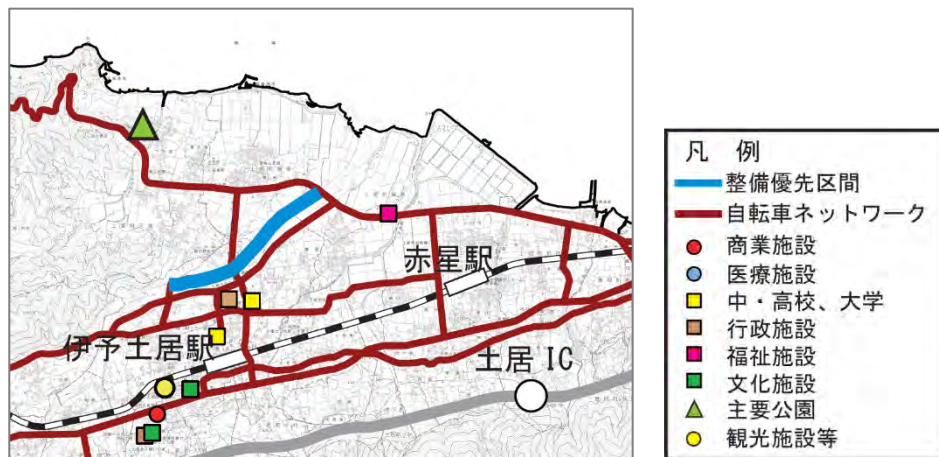 赤星駅
伊予土居駅
土居 IC
凡 例
整備優先区間
自転車ネットワーク
商業施設
医療施設
中・高校、大学
行政施設
福祉施設
文化施設
主要公園
観光施設等